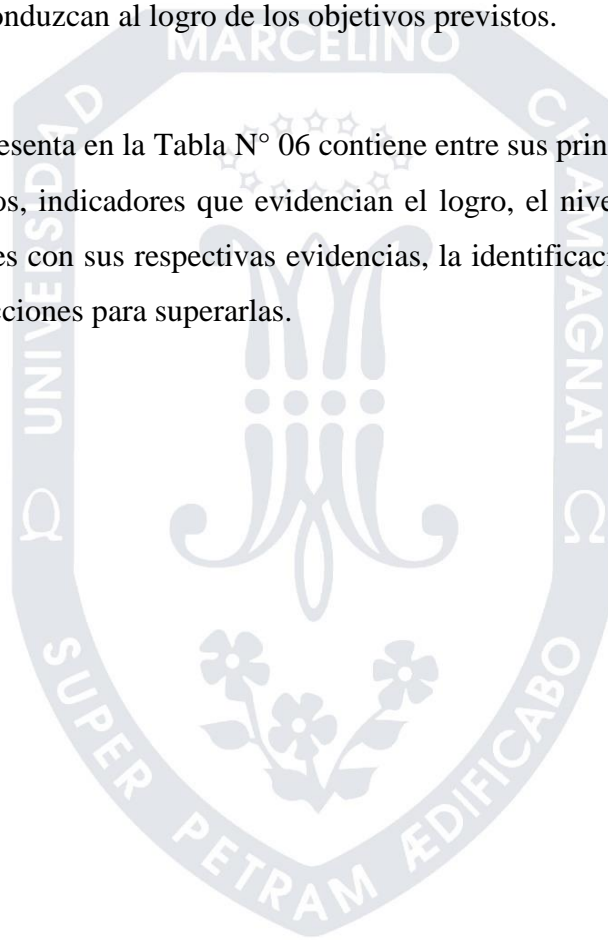 onduzcan al logro de los objetivos previstos.
MARCELINO
esenta en la Tabla N° 06 contiene entre sus prin
os, indicadores que evidencian el logro, el nive
es con sus respectivas evidencias, la identificaci
cciones para superarlas.
UNIVERSIDAD
CHAMPAGNAT
Ω Ω
SUPER PETRAM ÆDIFICABO